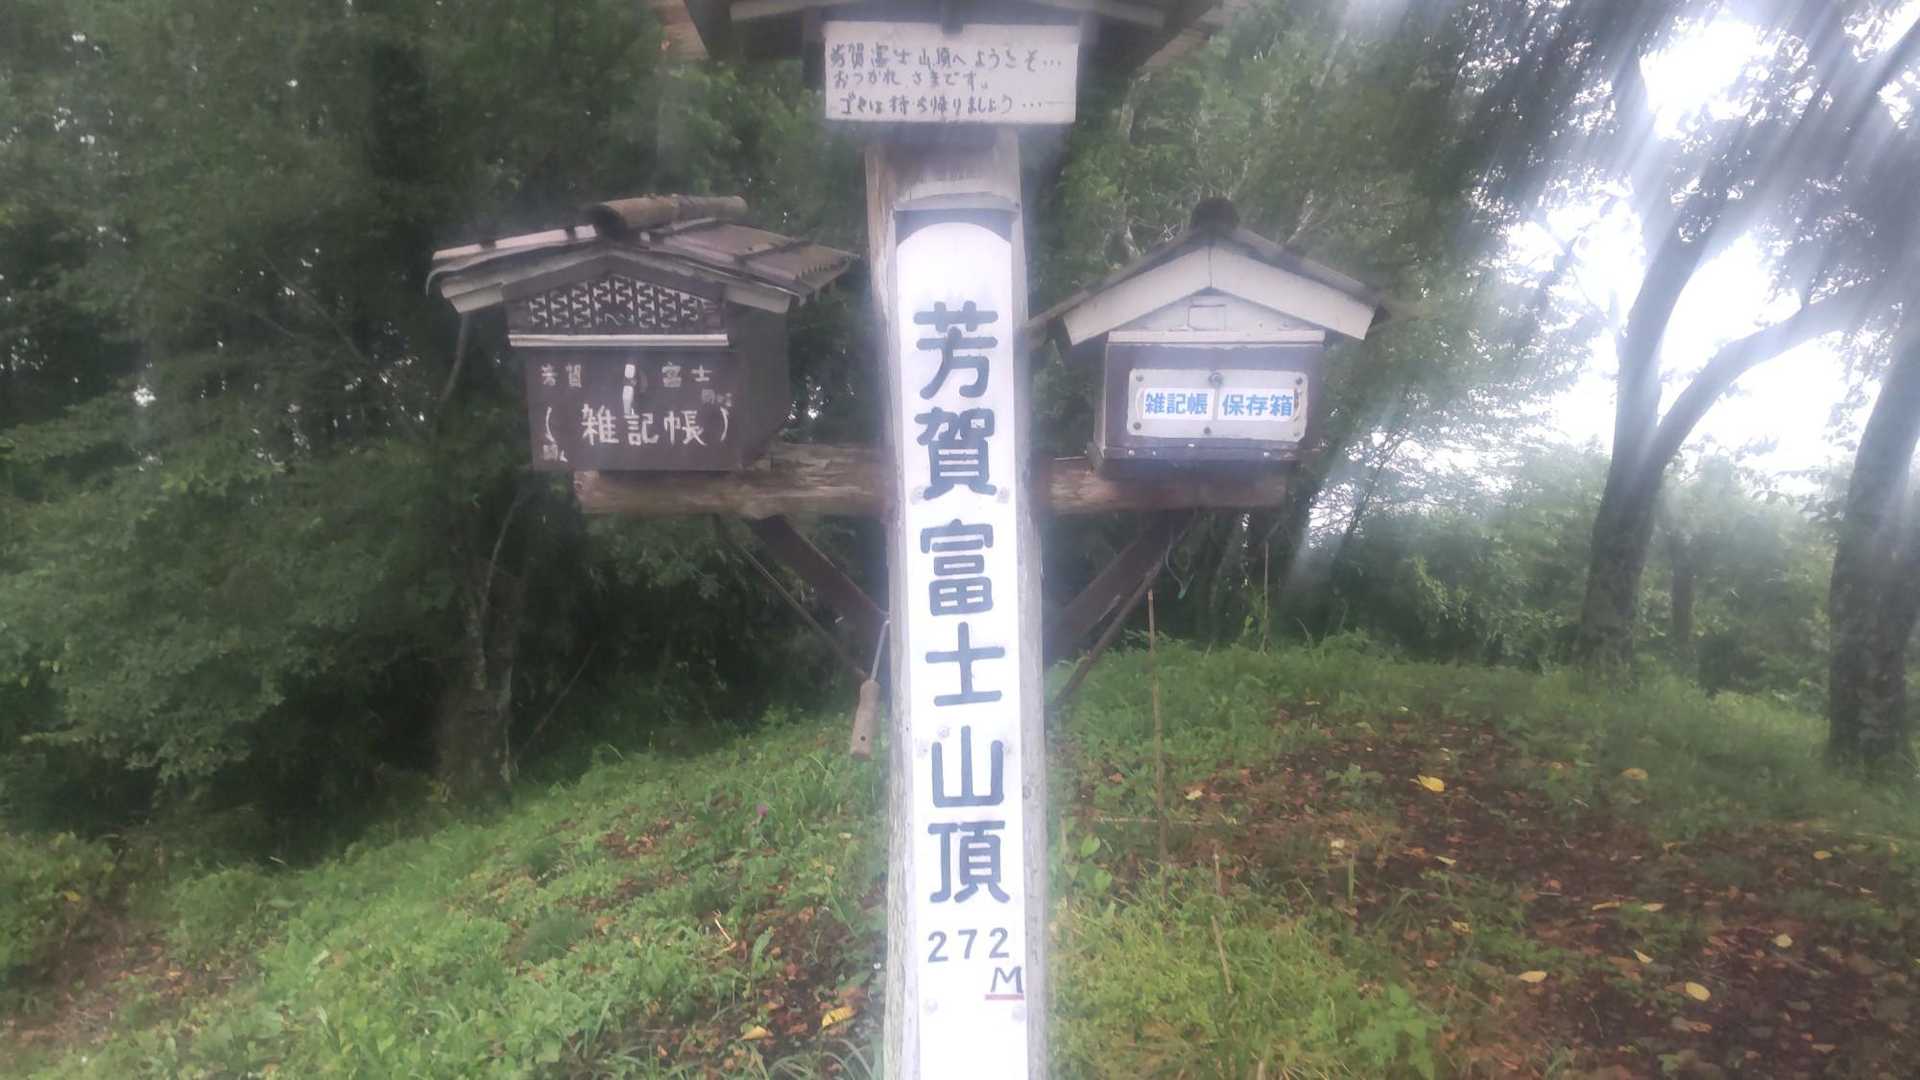 芳賀富士山頂へようこそ…
おつかれさまです。
ゴミは持ち帰りましょう…
芳賀富士山頂
272
M
芳賀 富士
(雑記帳)
雑記帳 保存箱